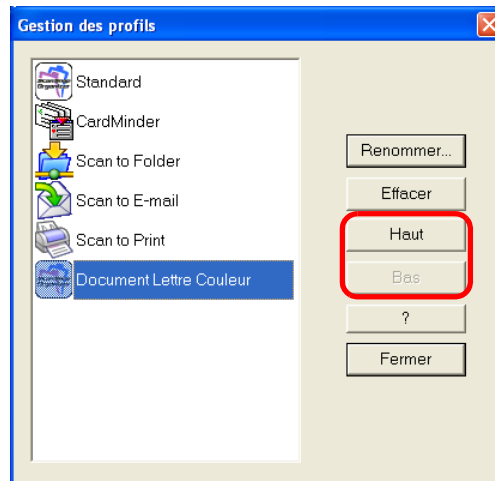 Gestion des profils
Standard
CardMinder
Scan to Folder
Scan to E-mail
Scan to Print
Document Lettre Couleur
Renommer...
Effacer
Haut
Bas
?
Fermer